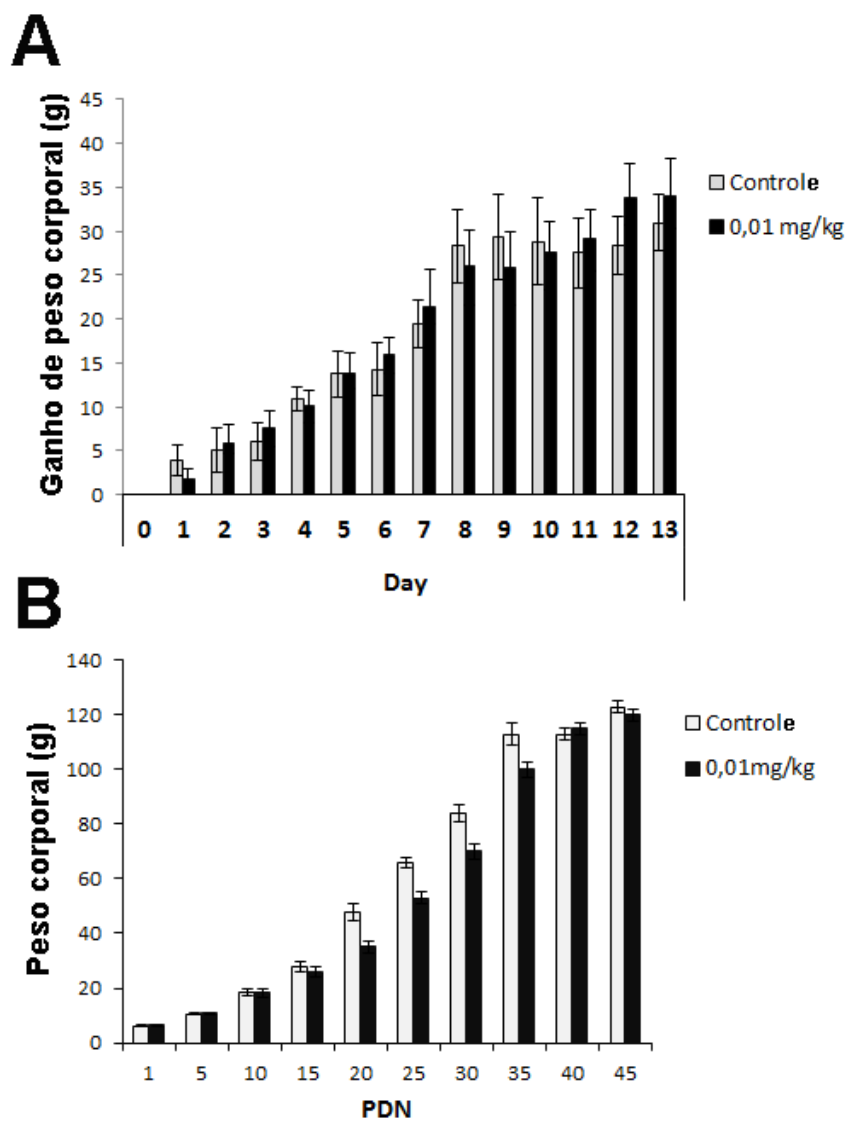 A
Ganho de peso corporal (g)
45
40
35
30
25
20
15
10
5
0
Controle
0,01 mg/kg
0 1 2 3 4 5 6 7 8 9 10 11 12 13
Day
B
Peso corporal (g)
140
120
100
80
60
40
20
0
Controle
0,01mg/kg
1 5 10 15 20 25 30 35 40 45
PDN